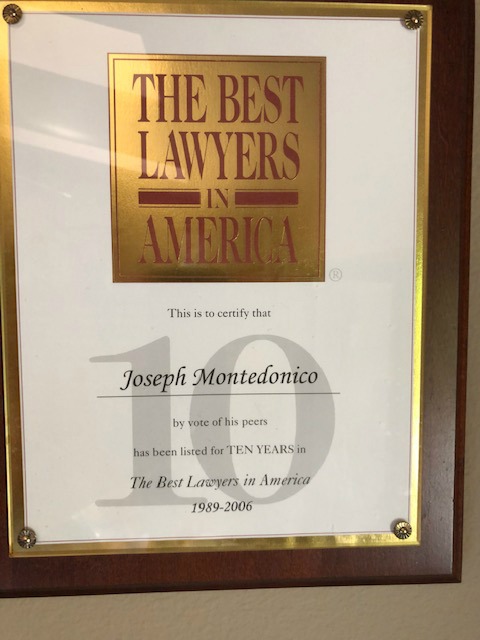 THE BEST
LAWYERS
IN
AMERICA
®
This is to certify that
10
Joseph Montedonico
by vote of his peers
has been listed for TEN YEARS in
The Best Lawyers in America
1989-2006